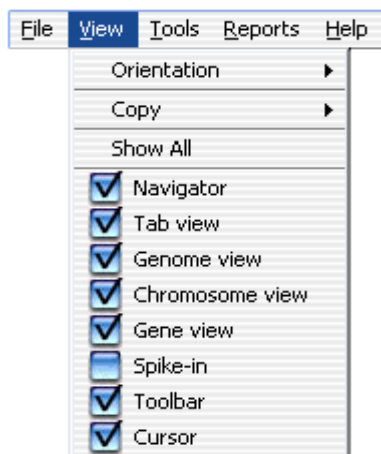 File View Tools Reports Help
Orientation
Copy
Show All
Navigator
Tab view
Genome view
Chromosome view
Gene view
Spike-in
Toolbar
Cursor